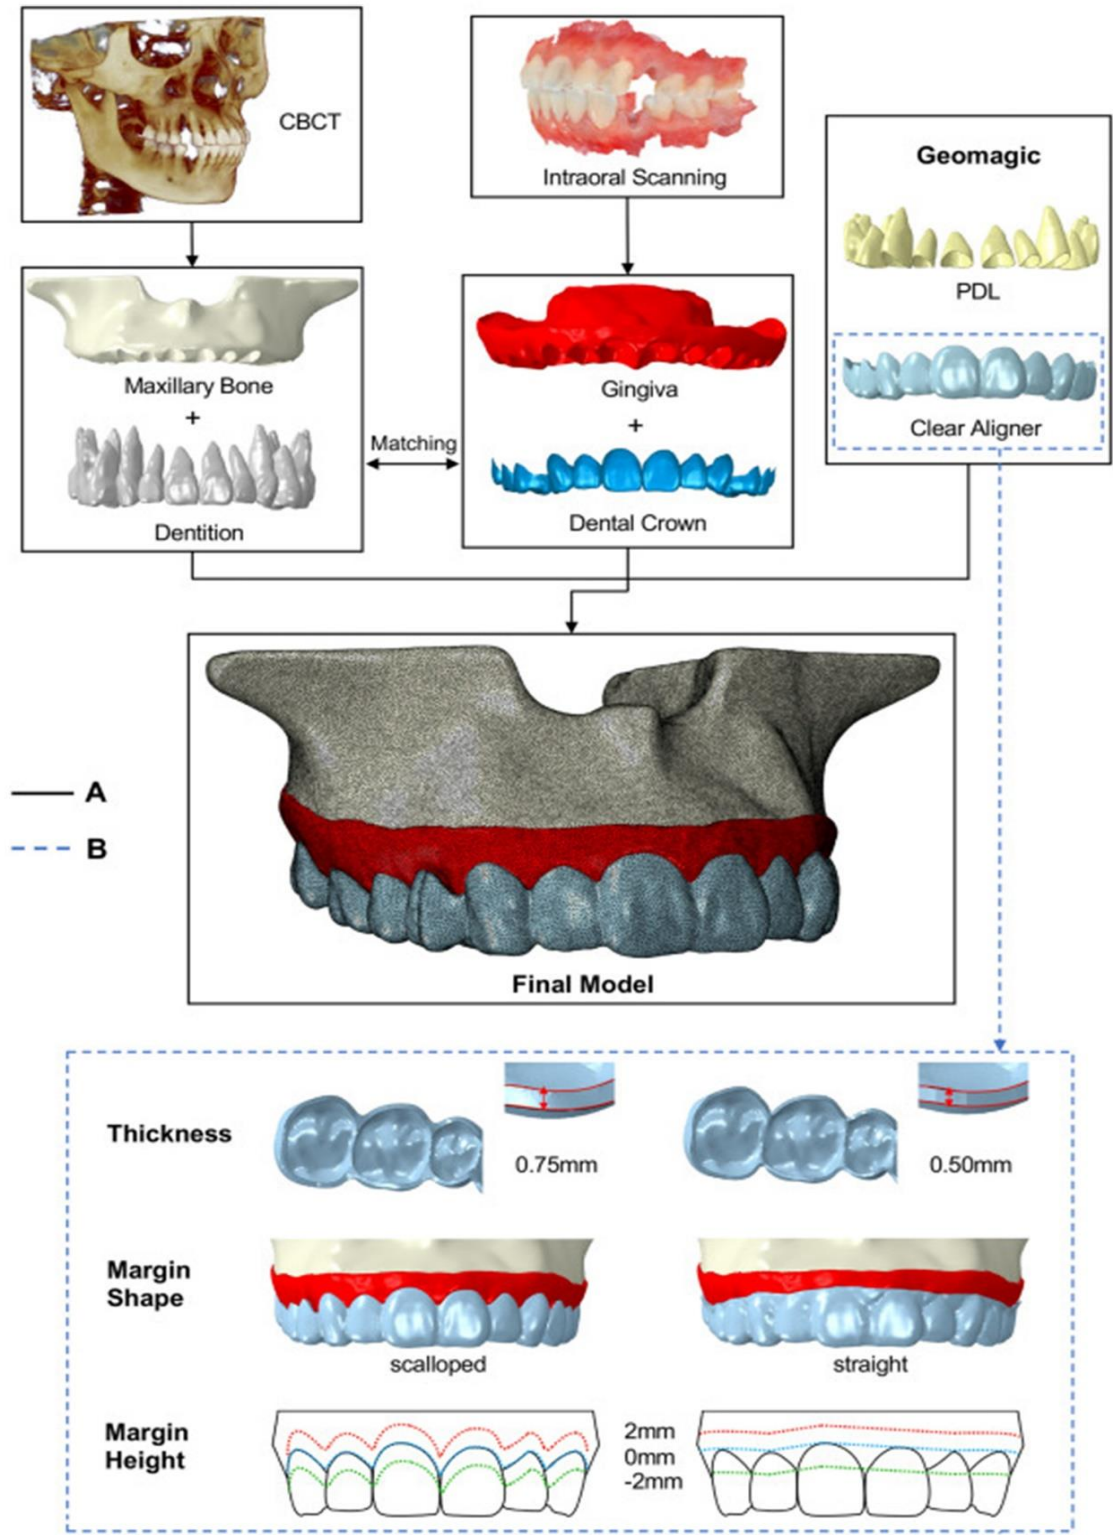 CBCT
Intraoral Scanning
Geomagic
PDL
Clear Aligner
Maxillary Bone
+
Dentition
Matching
Gingiva
+
Dental Crown
A
B
Final Model
Thickness
0.75mm
0.50mm
Margin
Shape
scalloped
straight
Margin
Height
2mm
0mm
-2mm